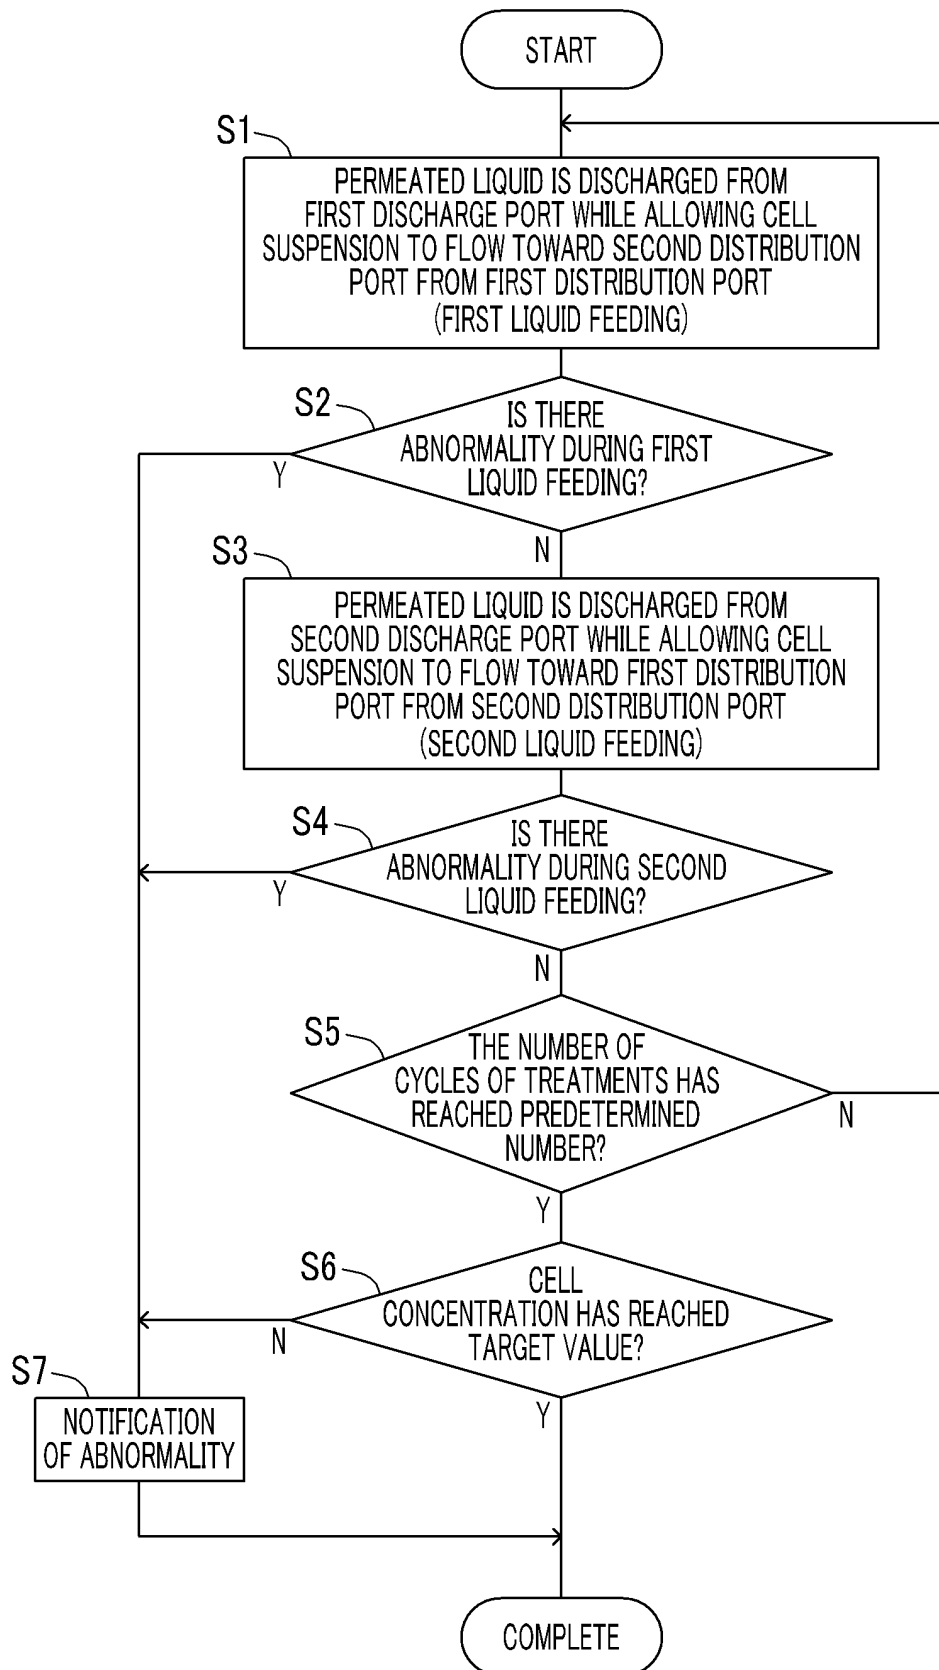 START
S1
PERMEATED LIQUID IS DISCHARGED FROM
FIRST DISCHARGE PORT WHILE ALLOWING CELL
SUSPENSION TO FLOW TOWARD SECOND DISTRIBUTION
PORT FROM FIRST DISTRIBUTION PORT
(FIRST LIQUID FEEDING)
S2
IS THERE
ABNORMALITY DURING FIRST
LIQUID FEEDING?
Y
N
S3
PERMEATED LIQUID IS DISCHARGED FROM
SECOND DISCHARGE PORT WHILE ALLOWING CELL
SUSPENSION TO FLOW TOWARD FIRST DISTRIBUTION
PORT FROM SECOND DISTRIBUTION PORT
(SECOND LIQUID FEEDING)
S4
IS THERE
ABNORMALITY DURING SECOND
LIQUID FEEDING?
Y
N
S5
THE NUMBER OF
CYCLES OF TREATMENTS HAS
REACHED PREDETERMINED
NUMBER?
N
Y
S6
CELL
CONCENTRATION HAS REACHED
TARGET VALUE?
N
Y
S7
NOTIFICATION
OF ABNORMALITY
COMPLETE